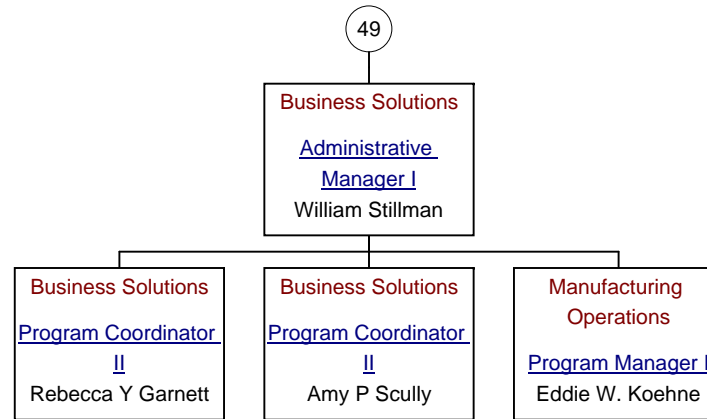 49
Business Solutions
Administrative
Manager I
William Stillman
Business Solutions
Program Coordinator
II
Rebecca Y Garnett
Business Solutions
Program Coordinator
II
Amy P Scully
Manufacturing
Operations
Program Manager I
Eddie W. Koehne